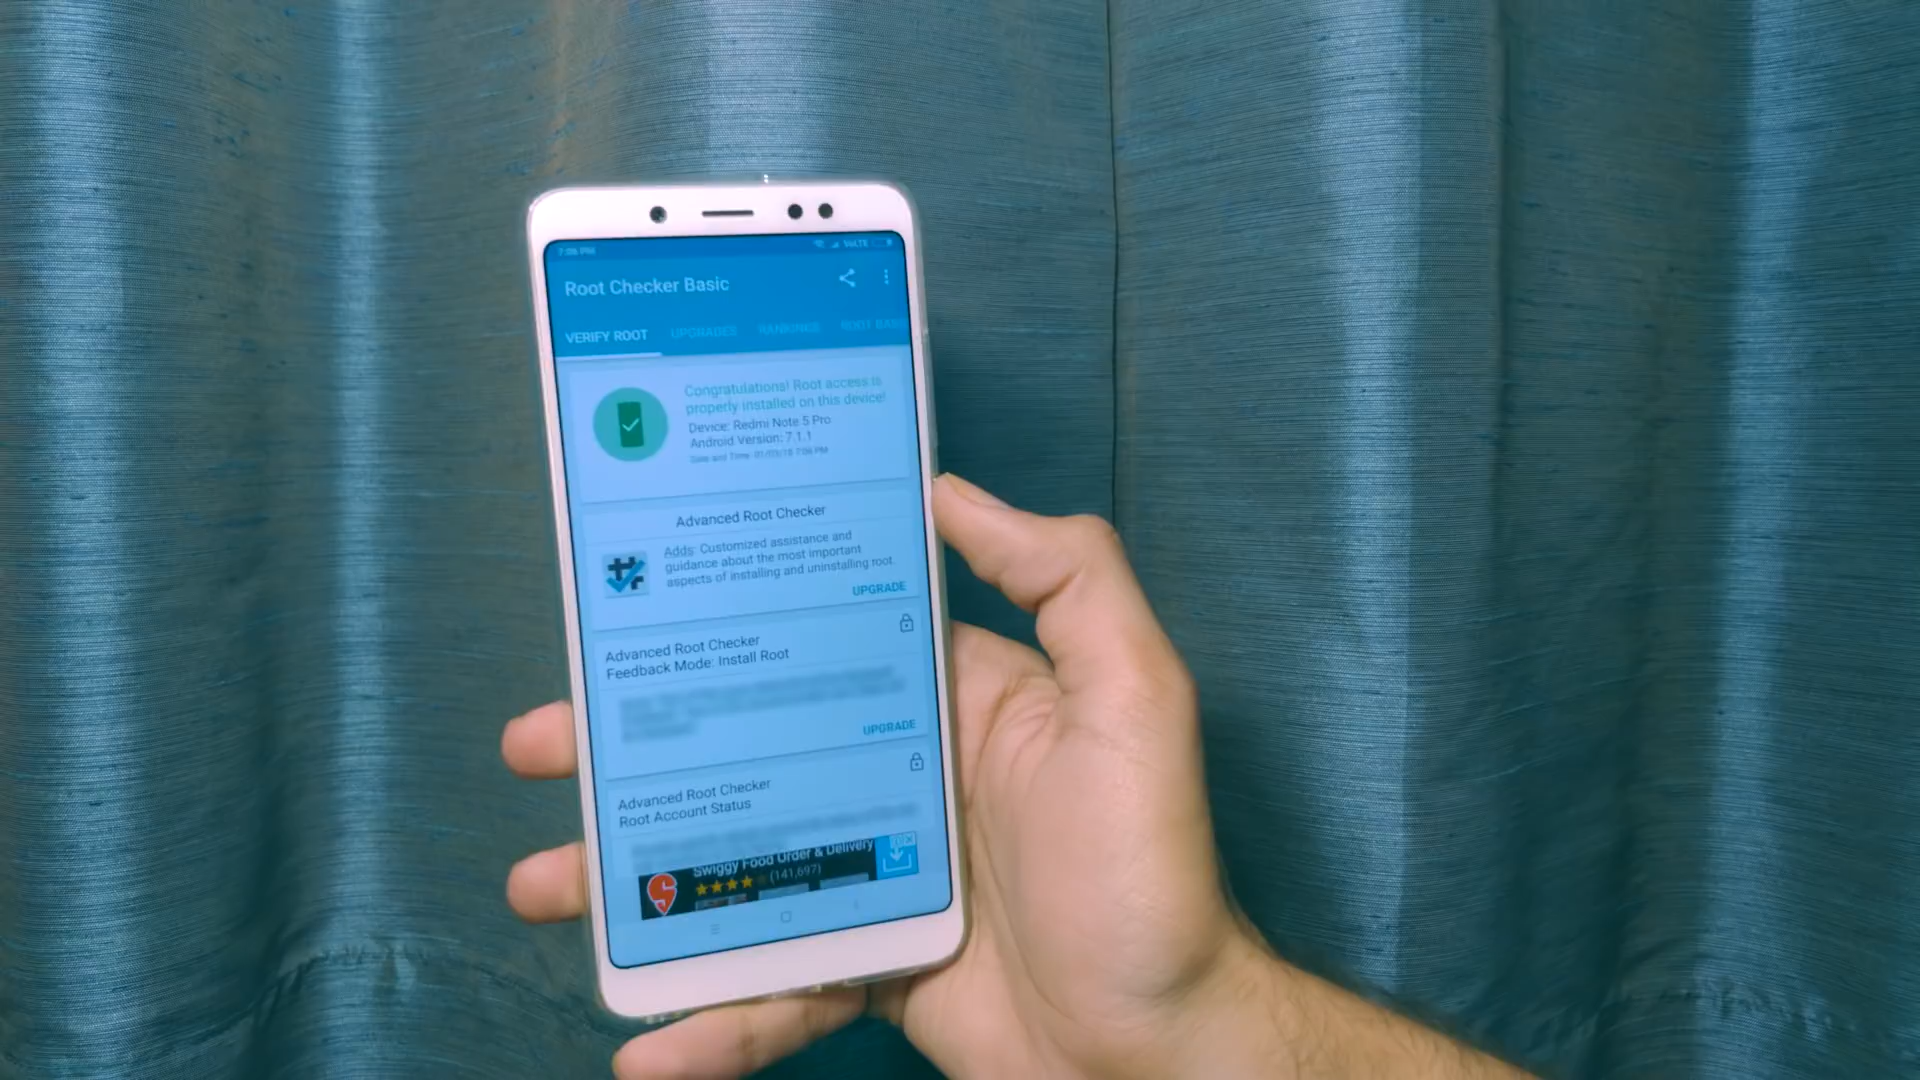 7:06 PM
VoLTE
Root Checker Basic
VERIFY ROOT UPGRADES RANKINGS ROOT BAS
Congratulations! Root access is
properly installed on this device!
Device: Redmi Note 5 Pro
Android Version: 7.1.1
Date and Time: 01/03/18 7:06 PM
Advanced Root Checker
Adds: Customized assistance and
guidance about the most important
aspects of installing and uninstalling root.
UPGRADE
Advanced Root Checker
Feedback Mode: Install Root
UPGRADE
Advanced Root Checker
Root Account Status
Swiggy Food Order & Delivery
(141,697)